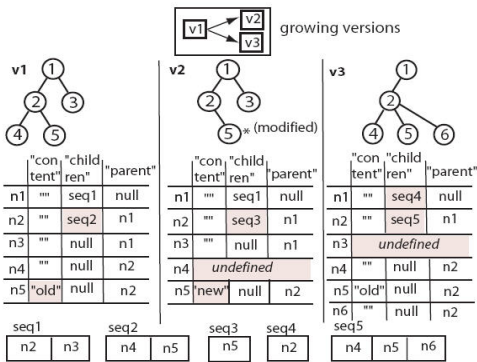 v1
v2
v3
growing versions
v1
1
2
3
4
5
"con tent"
"child ren"
"parent"
n1 "" seq1 null
n2 "" seq2 n1
n3 "" null n1
n4 "" null n2
n5 "old" null n2
v2
1
2
3
5 * (modified)
"con tent"
"child ren"
"parent"
n1 "" seq1 null
n2 "" seq3 n1
n3 "" null n1
n4 undefined
n5 "new" null n2
v3
1
2
4
5
6
"con tent"
"child ren"
"parent"
n1 "" seq4 null
n2 "" seq5 n1
n3 undefined
n4 "" null n2
n5 "old" null n2
n6 "" null n2
seq1
n2 n3
seq2
n4 n5
seq3
n5
seq4
n2
seq5
n4 n5 n6